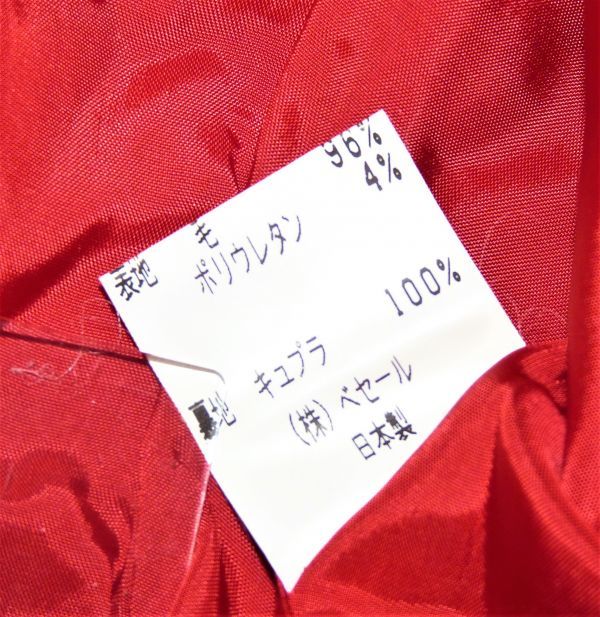 表地 毛 96%
ポリウレタン 4%
裏地 キュプラ 100%
(株)ベセール
日本製